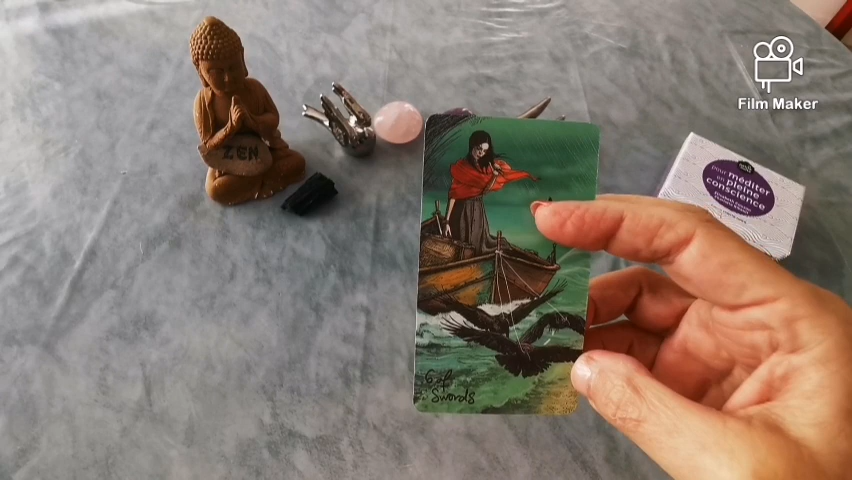 Film Maker
ZEN
pour méditer
en pleine
conscience
6 of
Swords